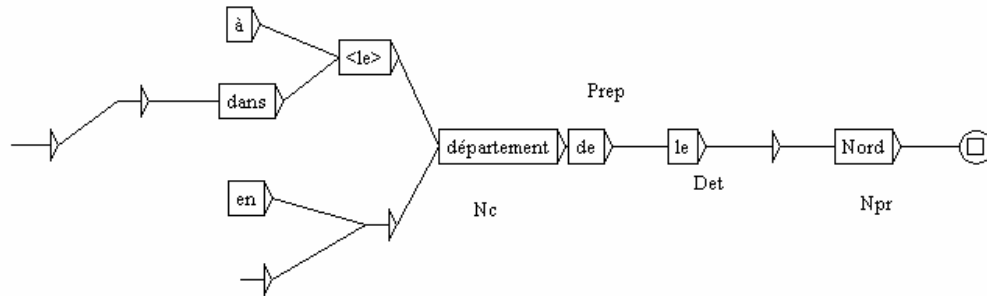 à
<le>
dans
Prep
département de le Nord
Det
en
Nc
Npr